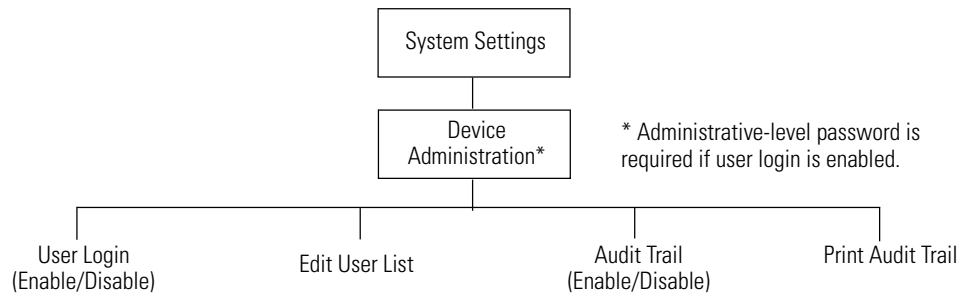 System Settings
Device
Administration*
* Administrative-level password is
required if user login is enabled.
User Login
(Enable/Disable)
Edit User List
Audit Trail
(Enable/Disable)
Print Audit Trail